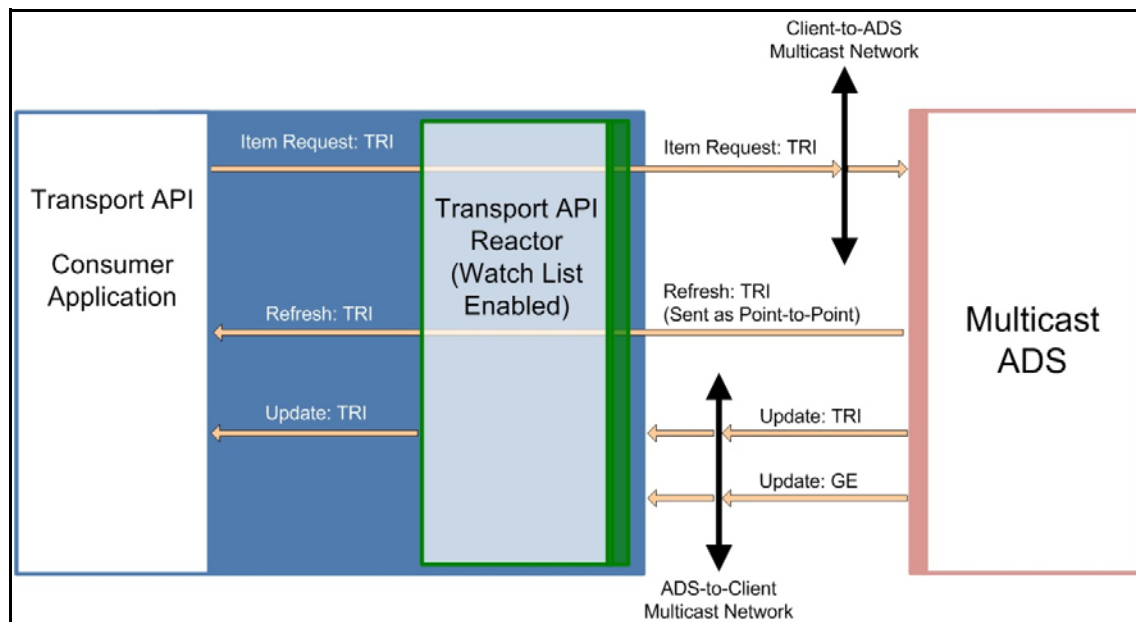 Client-to-ADS
Multicast Network
Item Request: TRI
Item Request: TRI
Transport API
Consumer
Application
Transport API
Reactor
(Watch List
Enabled)
Refresh: TRI
Refresh: TRI
(Sent as Point-to-Point)
Multicast
ADS
Update: TRI
Update: TRI
Update: GE
ADS-to-Client
Multicast Network